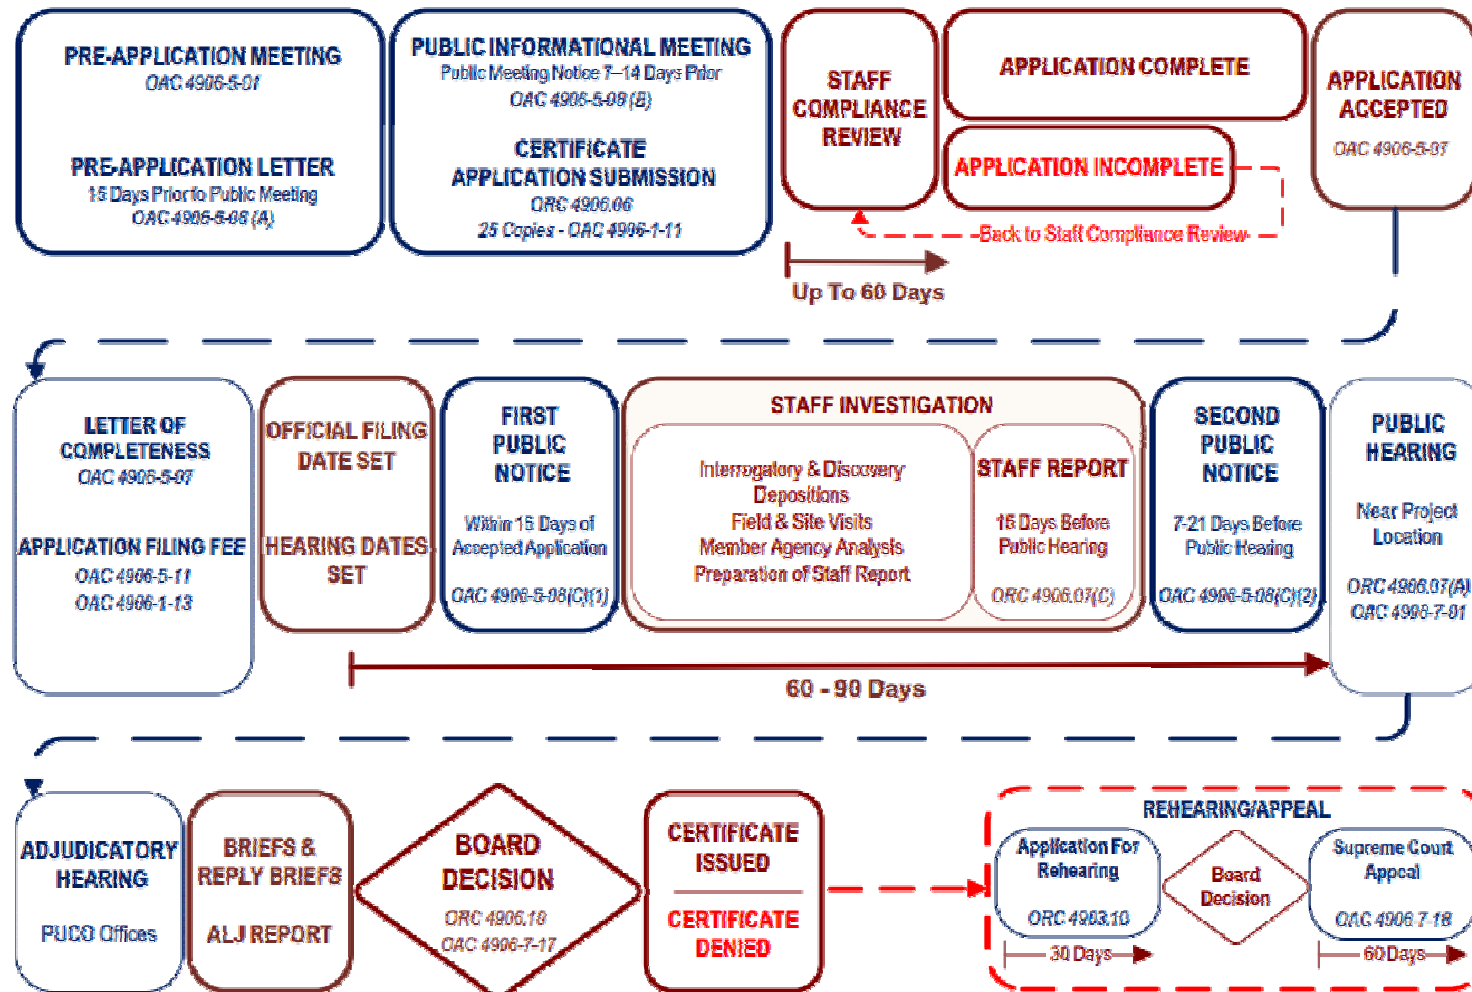 PRE-APPLICATION MEETING
OAC 4906-5-01
PRE-APPLICATION LETTER
15 Days Prior to Public Meeting
OAC 4906-5-08 (A)
PUBLIC INFORMATIONAL MEETING
Public Meeting Notice 7–14 Days Prior
OAC 4906-5-08 (B)
CERTIFICATE
APPLICATION SUBMISSION
ORC 4906.06
25 Copies - OAC 4906-1-11
STAFF
COMPLIANCE
REVIEW
APPLICATION COMPLETE
APPLICATION INCOMPLETE
Back to Staff Compliance Review
Up To 60 Days
APPLICATION
ACCEPTED
OAC 4906-5-07
LETTER OF
COMPLETENESS
OAC 4906-5-07
APPLICATION FILING FEE
OAC 4906-5-11
OAC 4906-1-13
OFFICIAL FILING
DATE SET
HEARING DATES
SET
FIRST
PUBLIC
NOTICE
Within 15 Days of
Accepted Application
OAC 4906-5-08(C)(1)
STAFF INVESTIGATION
Interrogatory & Discovery
Depositions
Field & Site Visits
Member Agency Analysis
Preparation of Staff Report
STAFF REPORT
15 Days Before
Public Hearing
ORC 4906.07(C)
SECOND
PUBLIC
NOTICE
7-21 Days Before
Public Hearing
OAC 4906-5-08(C)(2)
PUBLIC
HEARING
Near Project
Location
ORC 4906.07(A)
OAC 4906-7-01
60 - 90 Days
ADJUDICATORY
HEARING
PUCO Offices
BRIEFS &
REPLY BRIEFS
ALJ REPORT
BOARD
DECISION
ORC 4906.10
OAC 4906-7-17
CERTIFICATE
ISSUED
CERTIFICATE
DENIED
REHEARING/APPEAL
Application For
Rehearing
ORC 4903.10
30 Days
Board
Decision
Supreme Court
Appeal
OAC 4906-7-18
60 Days